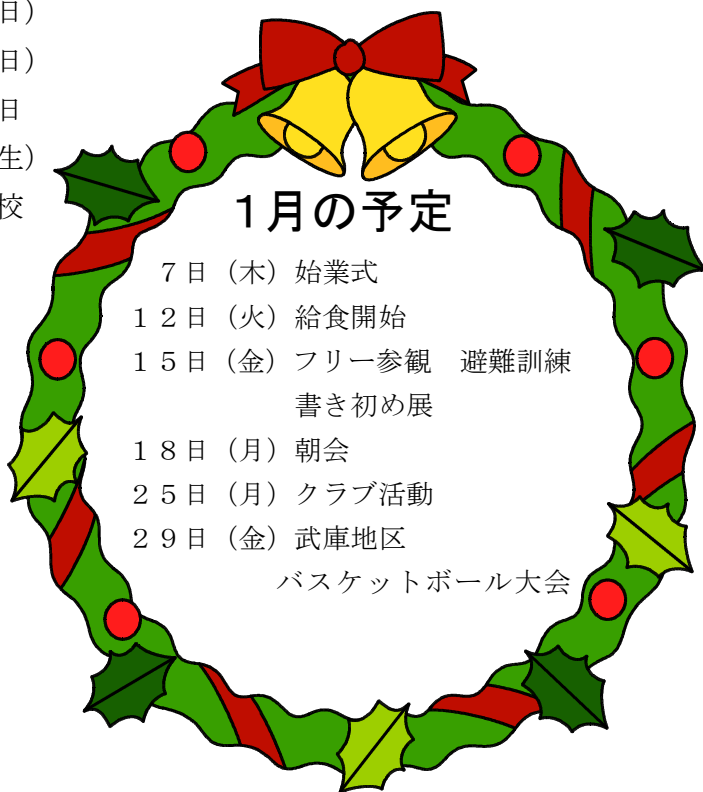 日）
日）
日
生）
校
１月の予定
７日（木）始業式
１２日（火）給食開始
１５日（金）フリー参観　避難訓練
書き初め展
１８日（月）朝会
２５日（月）クラブ活動
２９日（金）武庫地区
バスケットボール大会